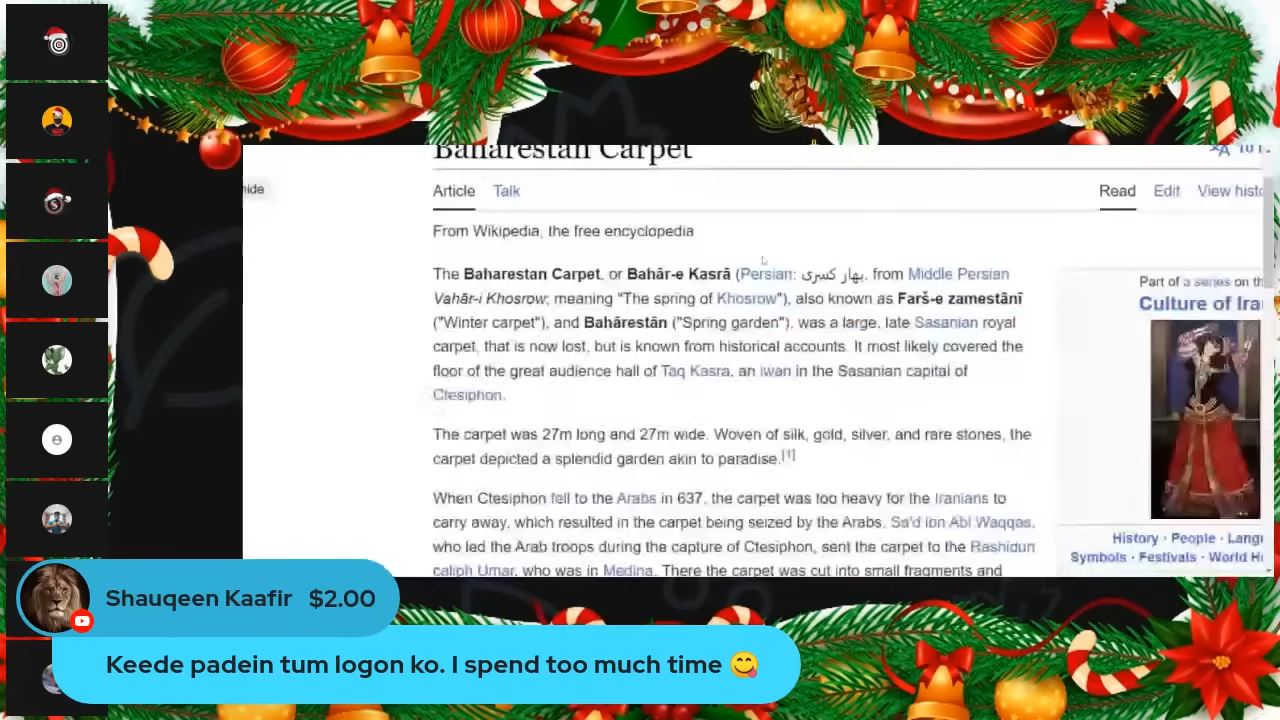 Baharestan Carpet
hide
Article Talk
Read Edit View hist
From Wikipedia, the free encyclopedia
The Baharestan Carpet, or Bahār-e Kasrā (Persian: بهار کسری, from Middle Persian
Vahār-i Khosrow; meaning "The spring of Khosrow"), also known as Farš-e zamestānī
("Winter carpet"), and Bahārestān ("Spring garden"), was a large, late Sasanian royal
carpet, that is now lost, but is known from historical accounts. It most likely covered the
floor of the great audience hall of Taq Kasra, an iwan in the Sasanian capital of
Ctesiphon.
The carpet was 27m long and 27m wide. Woven of silk, gold, silver, and rare stones, the
carpet depicted a splendid garden akin to paradise.[1]
When Ctesiphon fell to the Arabs in 637, the carpet was too heavy for the Iranians to
carry away, which resulted in the carpet being seized by the Arabs. Sa'd ibn Abi Waqqas,
who led the Arab troops during the capture of Ctesiphon, sent the carpet to the Rashidun
caliph Umar, who was in Medina. There the carpet was cut into small fragments and
Part of a series on th
Culture of Ira
History · People · Lang
Symbols · Festivals · World H
Shauqeen Kaafir $2.00
Keede padein tum logon ko. I spend too much time 😋